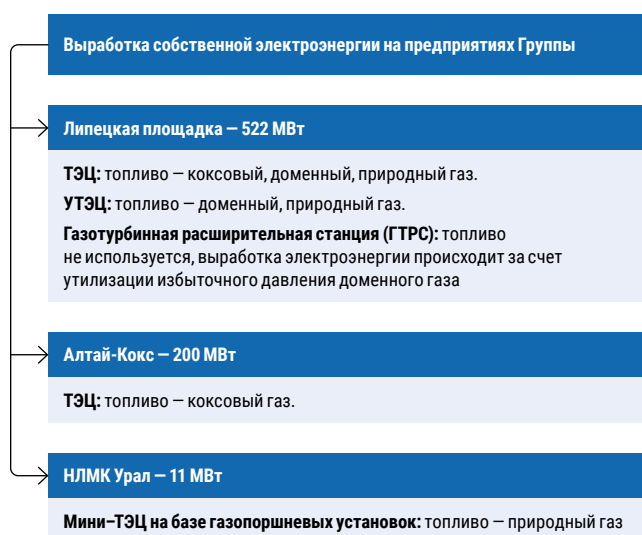 Выработка собственной электроэнергии на предприятиях Группы
Липецкая площадка — 522 МВт
ТЭЦ: топливо — коксовый, доменный, природный газ.
УТЭЦ: топливо — доменный, природный газ.
Газотурбинная расширительная станция (ГТРС): топливо
не используется, выработка электроэнергии происходит за счет
утилизации избыточного давления доменного газа
Алтай-Кокс — 200 МВт
ТЭЦ: топливо — коксовый газ.
НЛМК Урал — 11 МВт
Мини–ТЭЦ на базе газопоршневых установок: топливо — природный газ